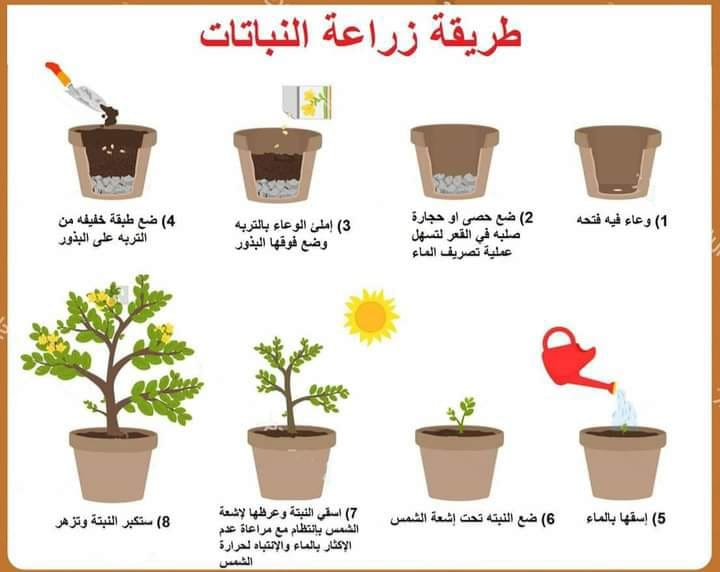 طريقة زراعة النباتات
1) وعاء فيه فتحه
2) ضع حصى او حجارة
صلبه في القعر لتسهل
عملية تصريف الماء
3) إملئ الوعاء بالتربه
وضع فوقها البذور
4) ضع طبقة خفيفه من
التربه على البذور
5) إسقها بالماء
6) ضع النبته تحت إشعة الشمس
7) اسقي النبتة وعرظها لإشعة
الشمس بإنتظام مع مراعاة عدم
الإكثار بالماء والإنتباه لحرارة
الشمس
8) ستكبر النبتة وتزهر